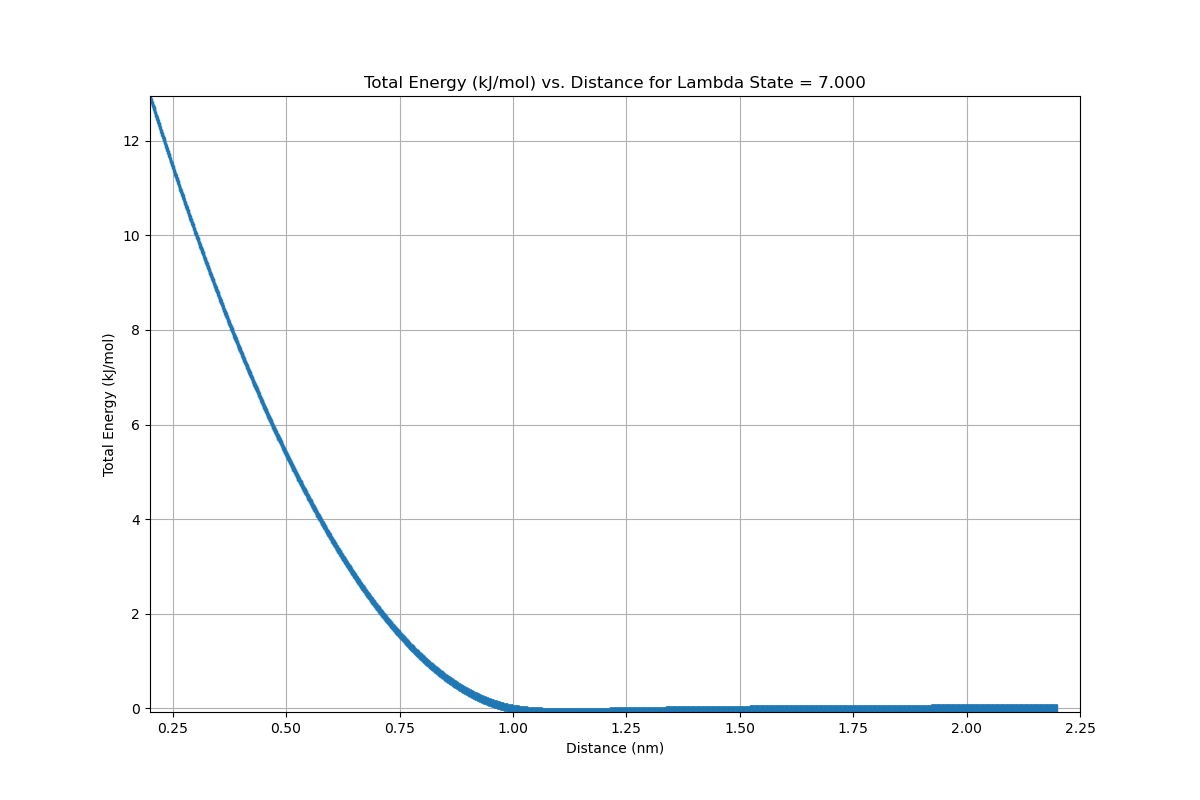 Total Energy (kJ/mol) vs. Distance for Lambda State = 7.000
12
10
8
6
4
2
0
Total Energy (kJ/mol)
0.25 0.50 0.75 1.00 1.25 1.50 1.75 2.00 2.25
Distance (nm)